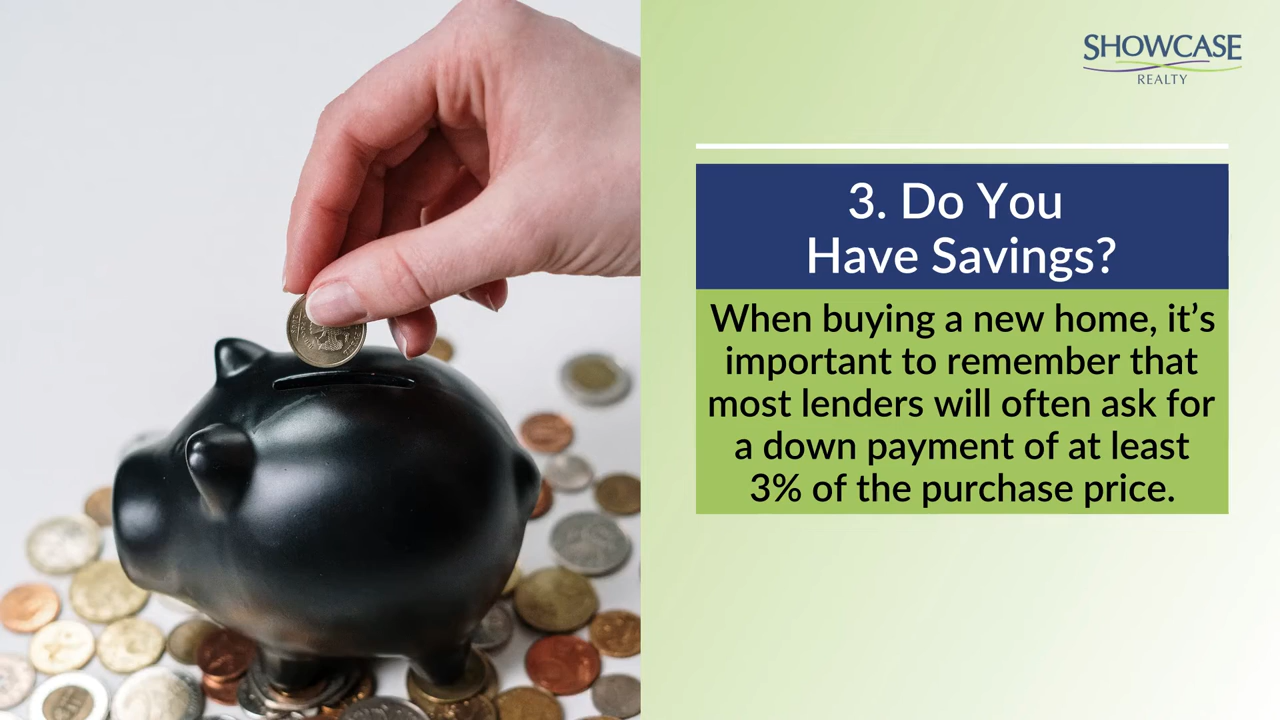 SHOWCASE
REALTY
3. Do You
Have Savings?
When buying a new home, it's
important to remember that
most lenders will often ask for
a down payment of at least
3% of the purchase price.